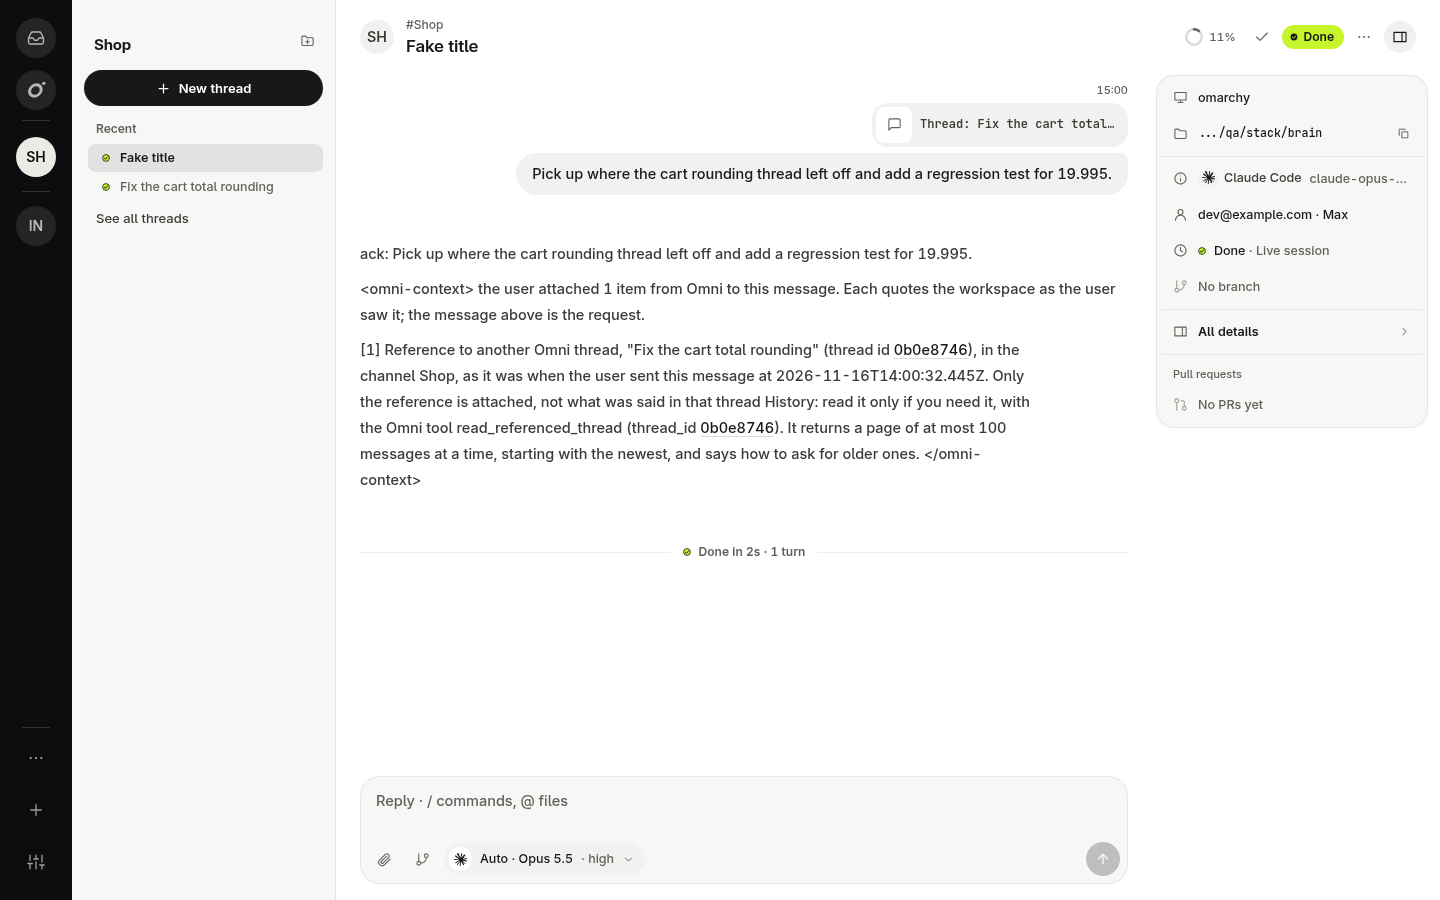 Shop
New thread
Recent
Fake title
Fix the cart total rounding
See all threads
SH
IN
SH
#Shop
Fake title
11%
Done
15:00
Thread: Fix the cart total…
Pick up where the cart rounding thread left off and add a regression test for 19.995.
ack: Pick up where the cart rounding thread left off and add a regression test for 19.995.
<omni-context> the user attached 1 item from Omni to this message. Each quotes the workspace as the user
saw it; the message above is the request.
[1] Reference to another Omni thread, "Fix the cart total rounding" (thread id 0b0e8746), in the
channel Shop, as it was when the user sent this message at 2026-11-16T14:00:32.445Z. Only
the reference is attached, not what was said in that thread History: read it only if you need it, with
the Omni tool read_referenced_thread (thread_id 0b0e8746). It returns a page of at most 100
messages at a time, starting with the newest, and says how to ask for older ones. </omni-
context>
Done in 2s · 1 turn
Reply · / commands, @ files
Auto · Opus 5.5 · high
omarchy
.../qa/stack/brain
Claude Code claude-opus-...
dev@example.com · Max
Done · Live session
No branch
All details
Pull requests
No PRs yet